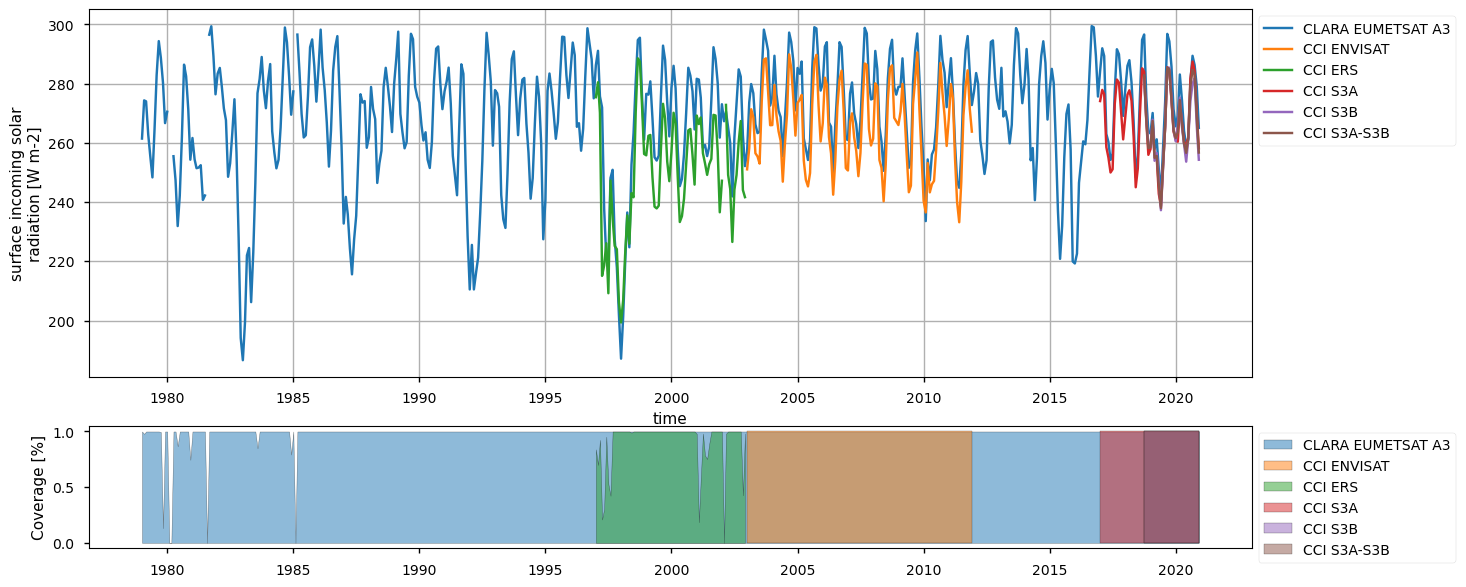 300
280
260
240
220
200
surface incoming solar
radiation [W m-2]
1980 1985 1990 1995 2000 2005 2010 2015 2020
time
CLARA EUMETSAT A3
CCI ENVISAT
CCI ERS
CCI S3A
CCI S3B
CCI S3A-S3B
1.0
0.5
0.0
Coverage [%]
1980 1985 1990 1995 2000 2005 2010 2015 2020
CLARA EUMETSAT A3
CCI ENVISAT
CCI ERS
CCI S3A
CCI S3B
CCI S3A-S3B